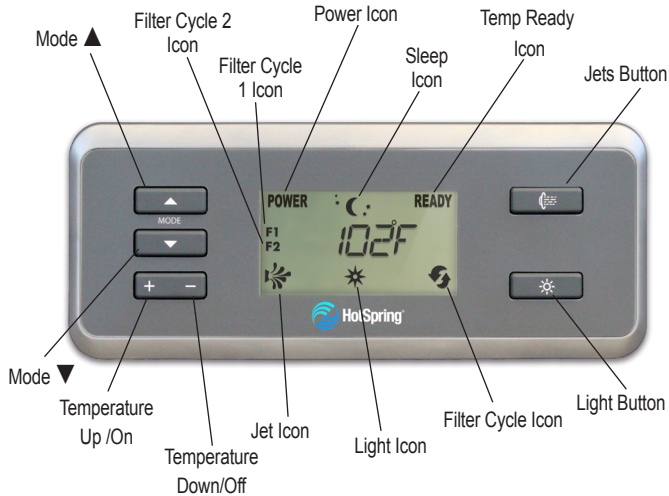 Mode ▲
Filter Cycle 2
Icon
Filter Cycle
1 Icon
Power Icon
Sleep
Icon
Temp Ready
Icon
Jets Button
POWER
READY
MODE
F1
F2
102°F
+ −
HotSpring®
Mode ▼
Temperature
Up /On
Temperature
Down/Off
Jet Icon
Light Icon
Filter Cycle Icon
Light Button